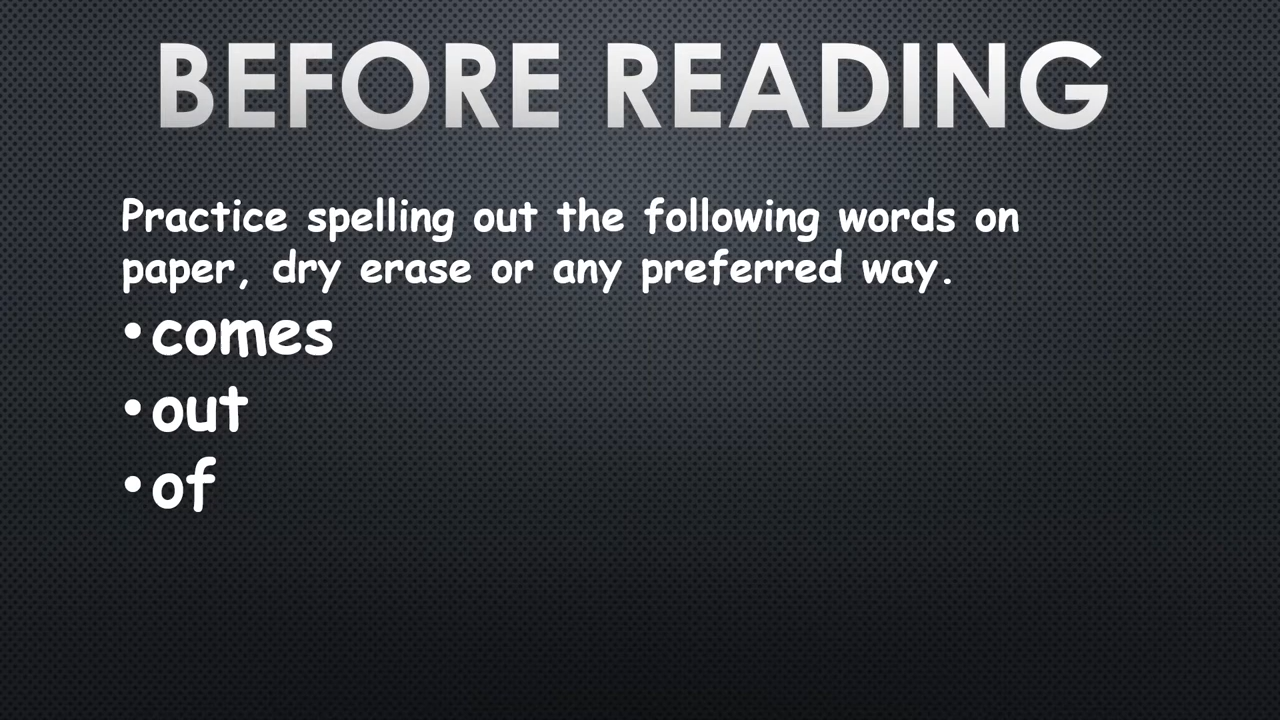 BEFORE READING
Practice spelling out the following words on
paper, dry erase or any preferred way.
•comes
•out
•of